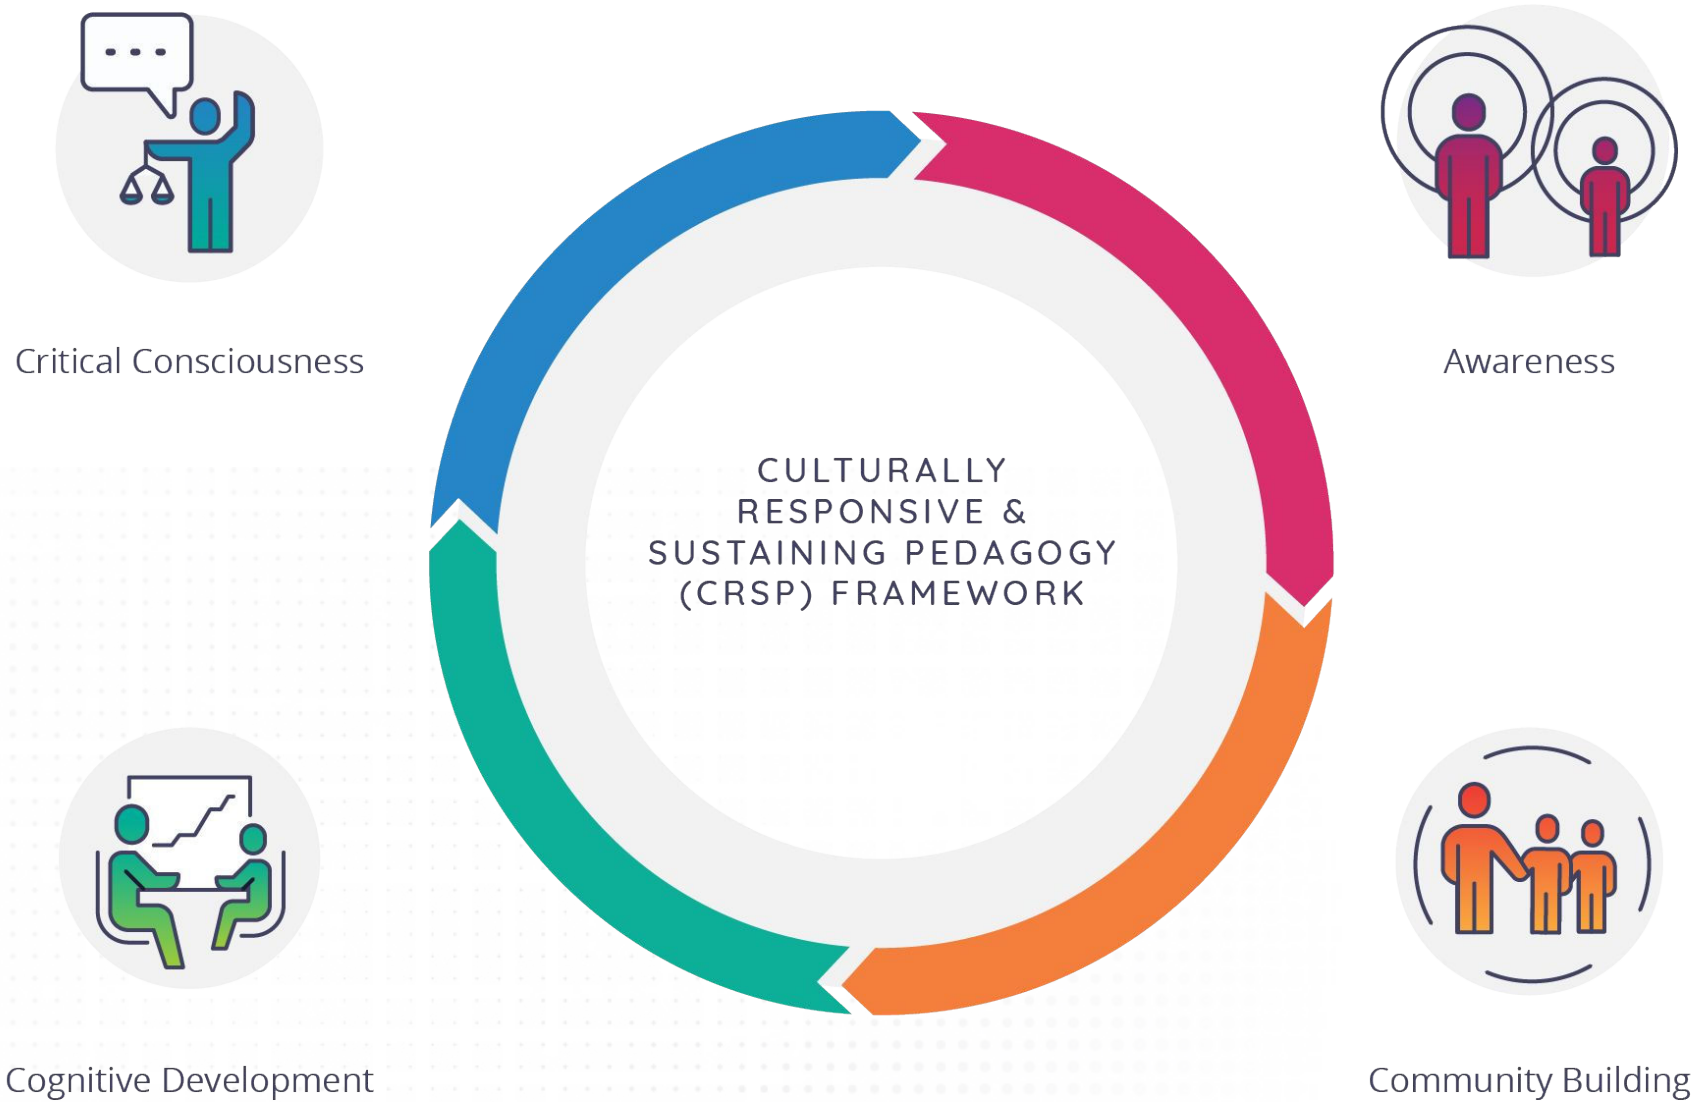 Critical Consciousness
Awareness
CULTURALLY
RESPONSIVE &
SUSTAINING PEDAGOGY
(CRSP) FRAMEWORK
Cognitive Development
Community Building